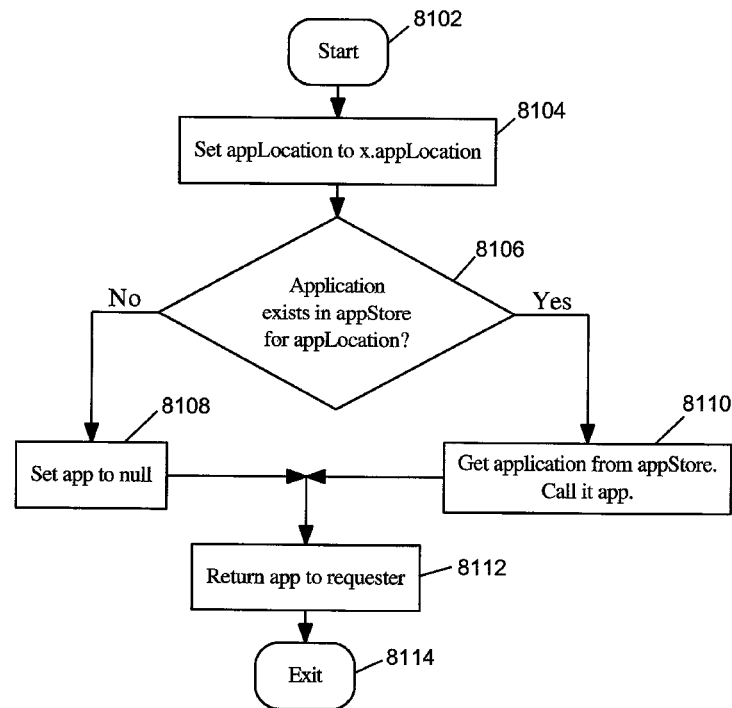 8102
Start
8104
Set appLocation to x.appLocation
8106
Application
exists in appStore
for appLocation?
No
Yes
8108
Set app to null
8110
Get application from appStore.
Call it app.
Return app to requester
8112
Exit
8114